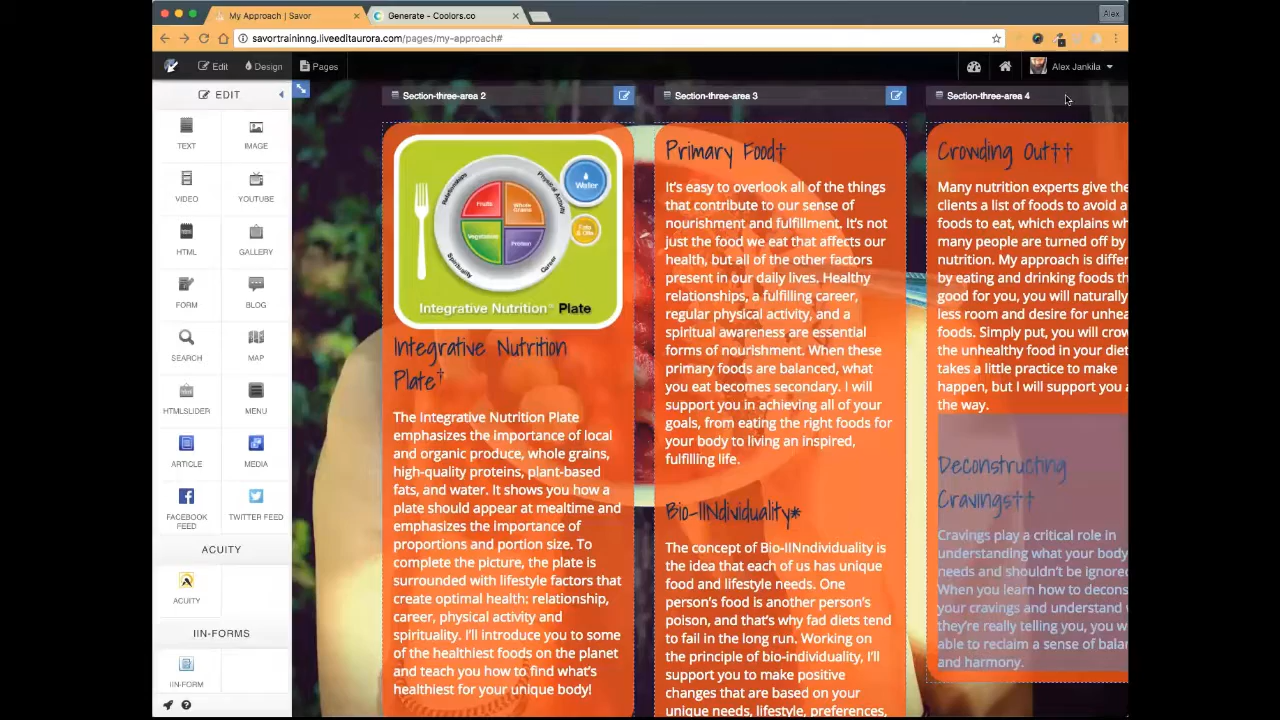 My Approach | Savor
Generate - Coolors.co
Alex
savortraininng.liveeditaurora.com/pages/my-approach#
Edit
Design
Pages
Alex Jankila
EDIT
TEXT
IMAGE
VIDEO
YOUTUBE
HTML
GALLERY
FORM
BLOG
SEARCH
MAP
HTMLSLIDER
MENU
ARTICLE
MEDIA
FACEBOOK
FEED
TWITTER FEED
ACUITY
ACUITY
IIN-FORMS
IIN-FORM
Section-three-area 2
Relationships
Physical Activity
Fruits
Whole
Grains
Vegetables
Protein
Spirituality
Career
Water
Fats
& Oils
Integrative Nutrition™ Plate
Integrative Nutrition
Plate†
The Integrative Nutrition Plate
emphasizes the importance of local
and organic produce, whole grains,
high-quality proteins, plant-based
fats, and water. It shows you how a
plate should appear at mealtime and
emphasizes the importance of
proportions and portion size. To
complete the picture, the plate is
surrounded with lifestyle factors that
create optimal health: relationship,
career, physical activity and
spirituality. I'll introduce you to some
of the healthiest foods on the planet
and teach you how to find what's
healthiest for your unique body!
Section-three-area 3
Primary Food†
It's easy to overlook all of the things
that contribute to our sense of
nourishment and fulfillment. It's not
just the food we eat that affects our
health, but all of the other factors
present in our daily lives. Healthy
relationships, a fulfilling career,
regular physical activity, and a
spiritual awareness are essential
forms of nourishment. When these
primary foods are balanced, what
you eat becomes secondary. I will
support you in achieving all of your
goals, from eating the right foods for
your body to living an inspired,
fulfilling life.
Bio-IINdividuality*
The concept of Bio-IINndividuality is
the idea that each of us has unique
food and lifestyle needs. One
person's food is another person's
poison, and that's why fad diets tend
to fail in the long run. Working on
the principle of bio-individuality, I'll
support you to make positive
changes that are based on your
unique needs, lifestyle, preferences,
Section-three-area 4
Crowding Out††
Many nutrition experts give the
clients a list of foods to avoid a
foods to eat, which explains wh
many people are turned off by
nutrition. My approach is differ
by eating and drinking foods th
good for you, you will naturally
less room and desire for unhea
foods. Simply put, you will crow
the unhealthy food in your diet
takes a little practice to make
happen, but I will support you a
the way.
Deconstructing
Cravings††
Cravings play a critical role in
understanding what your body
needs and shouldn't be ignored
When you learn how to decons
your cravings and understand w
they're really telling you, you w
able to reclaim a sense of balan
and harmony.